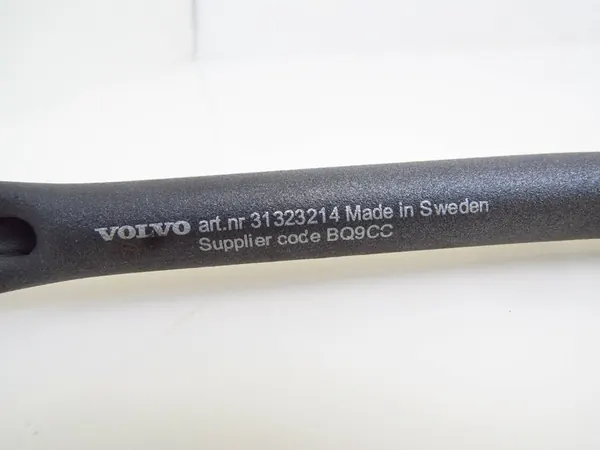 VOLVO art.nr 31323214 Made in Sweden
Supplier code BQ9CC